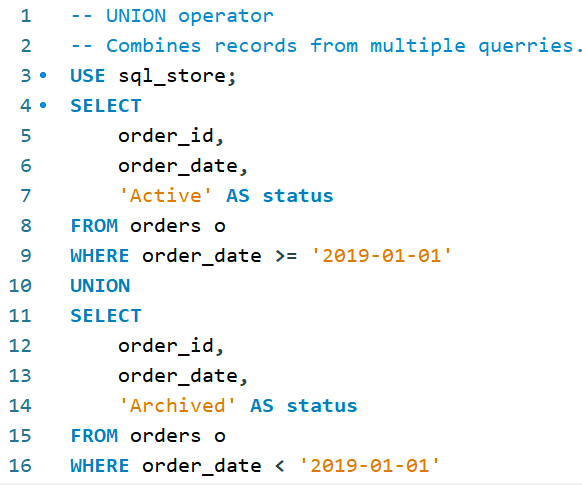 1 -- UNION operator
2 -- Combines records from multiple querries.
3 USE sql_store;
4 SELECT
5 order_id,
6 order_date,
7 'Active' AS status
8 FROM orders o
9 WHERE order_date >= '2019-01-01'
10 UNION
11 SELECT
12 order_id,
13 order_date,
14 'Archived' AS status
15 FROM orders o
16 WHERE order_date < '2019-01-01'